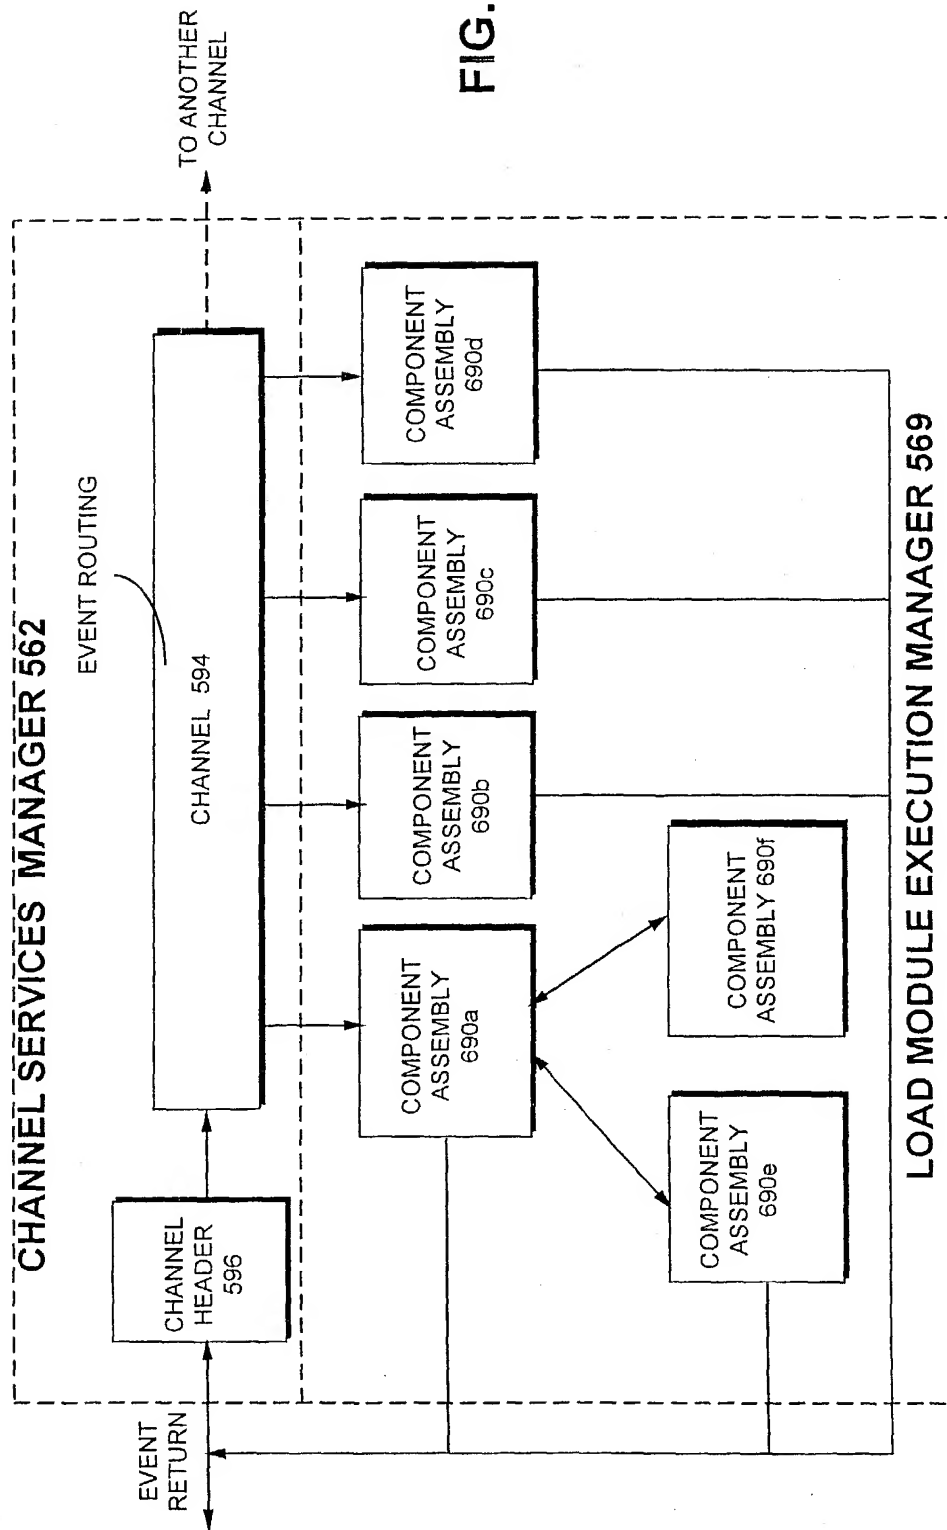 CHANNEL SERVICES MANAGER 562
EVENT
RETURN
CHANNEL
HEADER
596
EVENT ROUTING
CHANNEL 594
TO ANOTHER
CHANNEL
COMPONENT
ASSEMBLY
690a
COMPONENT
ASSEMBLY
690b
COMPONENT
ASSEMBLY
690c
COMPONENT
ASSEMBLY
690d
COMPONENT
ASSEMBLY
690e
COMPONENT
ASSEMBLY 690f
LOAD MODULE EXECUTION MANAGER 569
FIG.